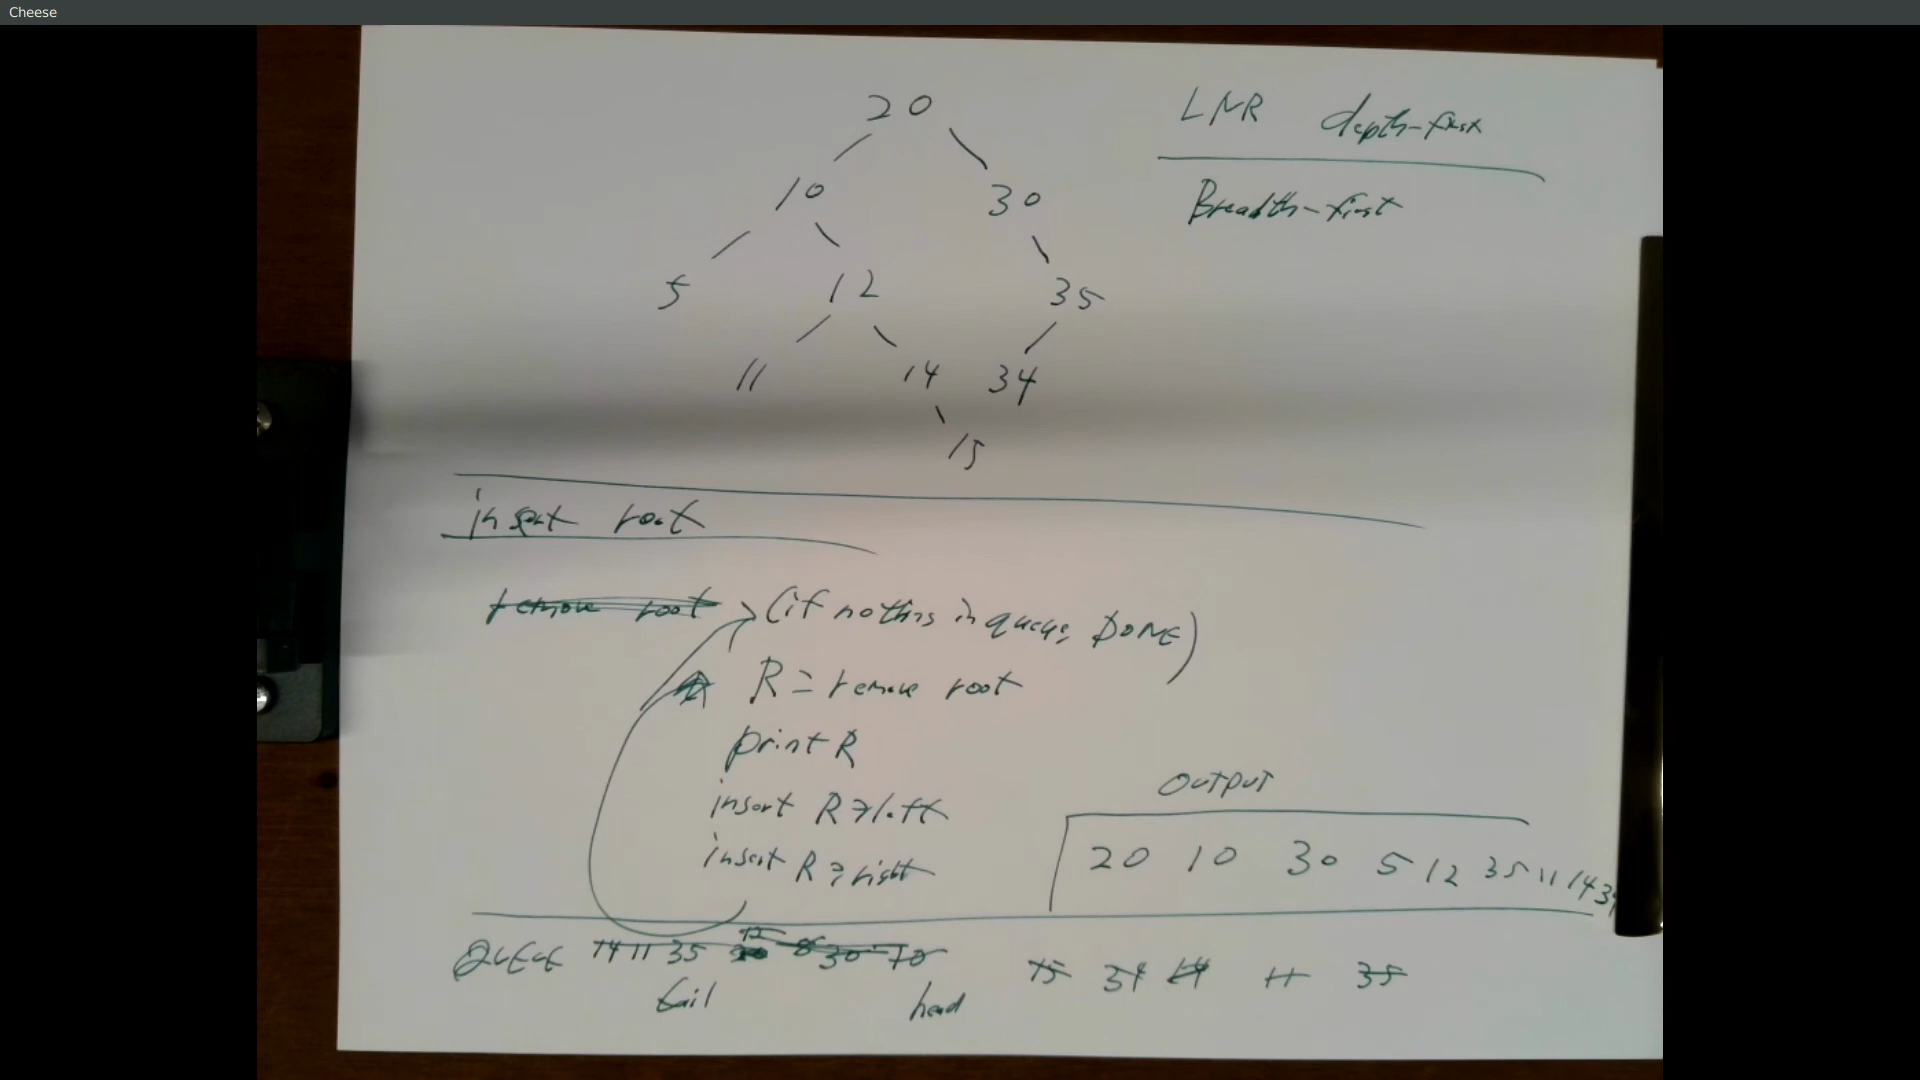 Cheese
20
LNR depth-first
10 30
Breadth-first
5 12 35
11 14 34
15
insert root
remove root (if nothing in queue, DONE)
R = remove root
print R
insert R→left
insert R→right
OUTPUT
20 10 30 5 12 35 11 14 34
QUEUE 14 11 35 12 5 30 10 15 34 14 11 35
tail head